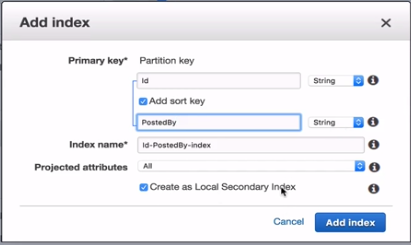 Add index
×
Primary key* Partition key
Id String
Add sort key
PostedBy String
Index name* Id-PostedBy-index
Projected attributes All
Create as Local Secondary Index
Cancel Add index